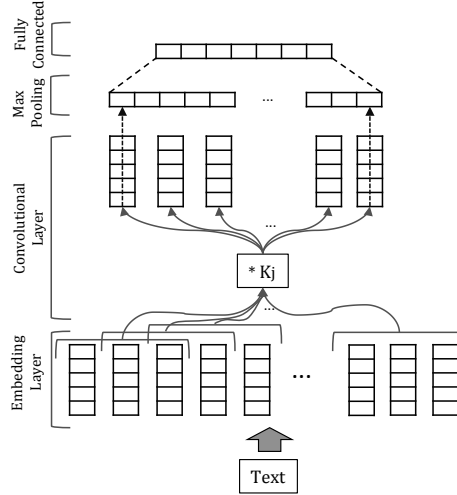 Fully
Connected
Max
Pooling
...
Convolutional
Layer
...
* Kj
...
Embedding
Layer
...
Text